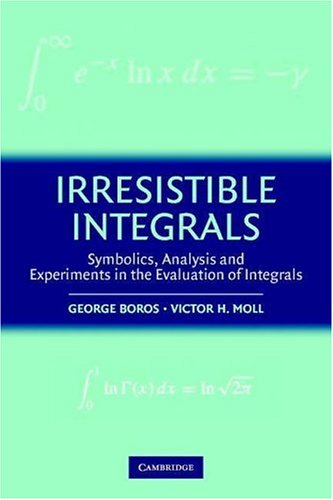 ∫₀^∞ e^{-x} ln x dx = -γ
IRRESISTIBLE
INTEGRALS
Symbolics, Analysis and
Experiments in the Evaluation of Integrals
GEORGE BOROS · VICTOR H. MOLL
∫₀¹ ln Γ(x) dx = ln √2π
CAMBRIDGE